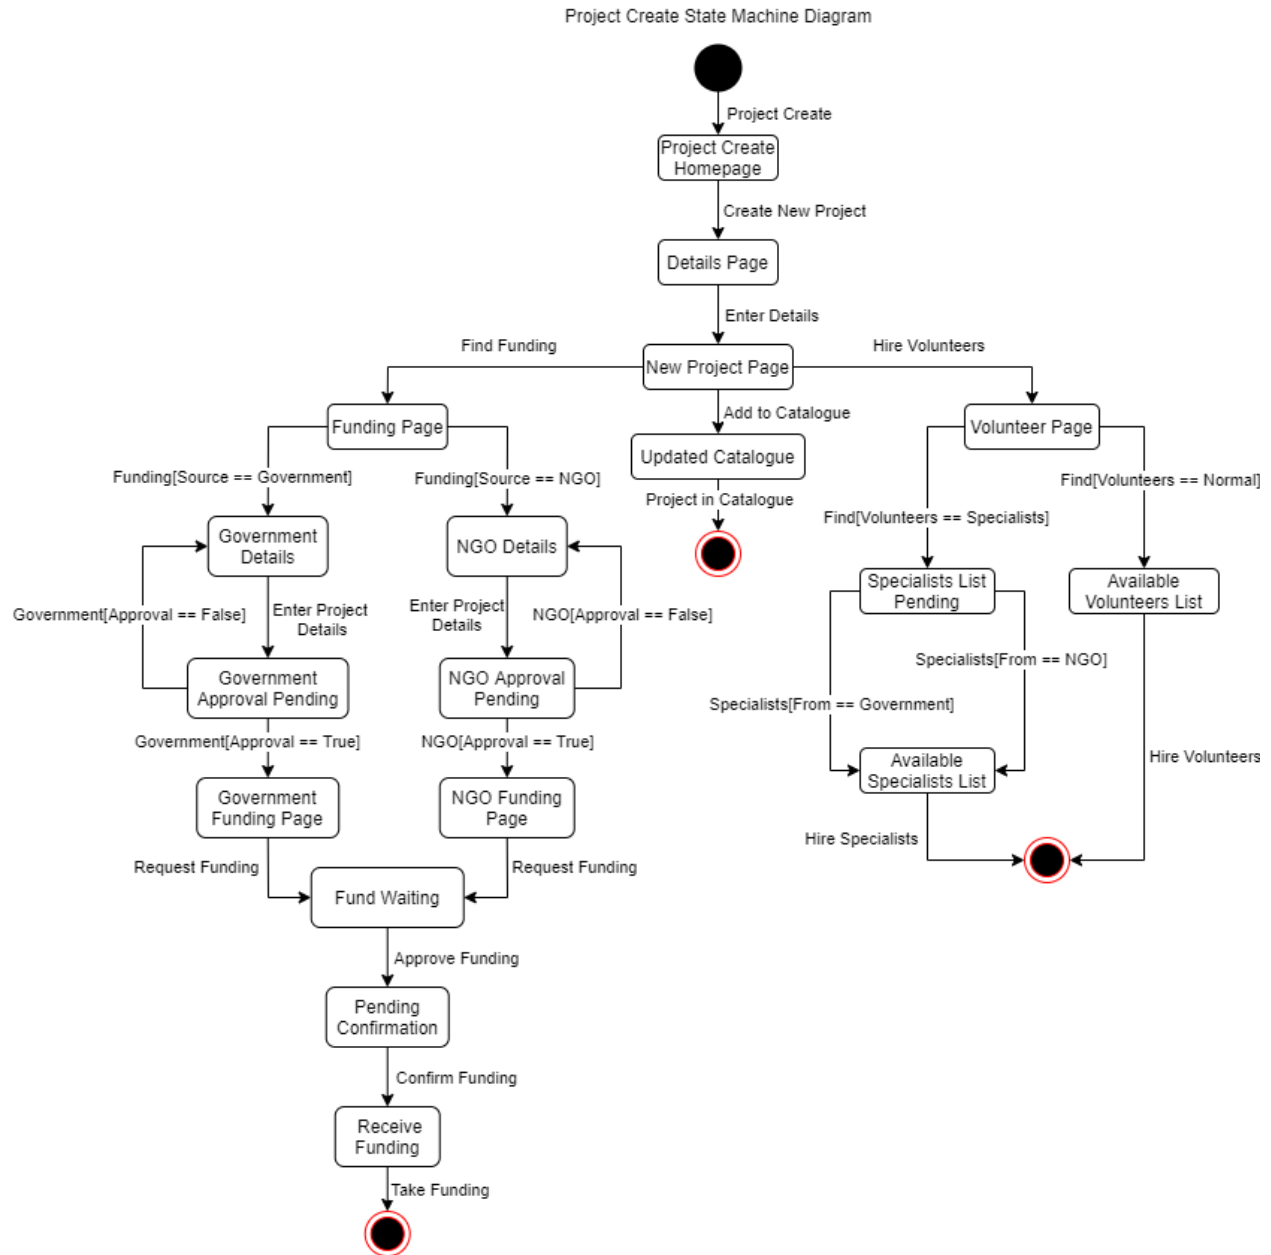 Project Create State Machine Diagram
Project Create
Project Create
Homepage
Create New Project
Details Page
Enter Details
Find Funding
Hire Volunteers
New Project Page
Funding Page
Add to Catalogue
Volunteer Page
Updated Catalogue
Funding[Source == Government]
Funding[Source == NGO]
Find[Volunteers == Normal]
Project in Catalogue
Find[Volunteers == Specialists]
Government
Details
NGO Details
Specialists List
Pending
Available
Volunteers List
Government[Approval == False]
Enter Project
Details
Enter Project
Details
NGO[Approval == False]
Specialists[From == NGO]
Government
Approval Pending
NGO Approval
Pending
Specialists[From == Government]
Government[Approval == True]
NGO[Approval == True]
Available
Specialists List
Hire Volunteers
Government
Funding Page
NGO Funding
Page
Hire Specialists
Request Funding
Request Funding
Fund Waiting
Approve Funding
Pending
Confirmation
Confirm Funding
Receive
Funding
Take Funding